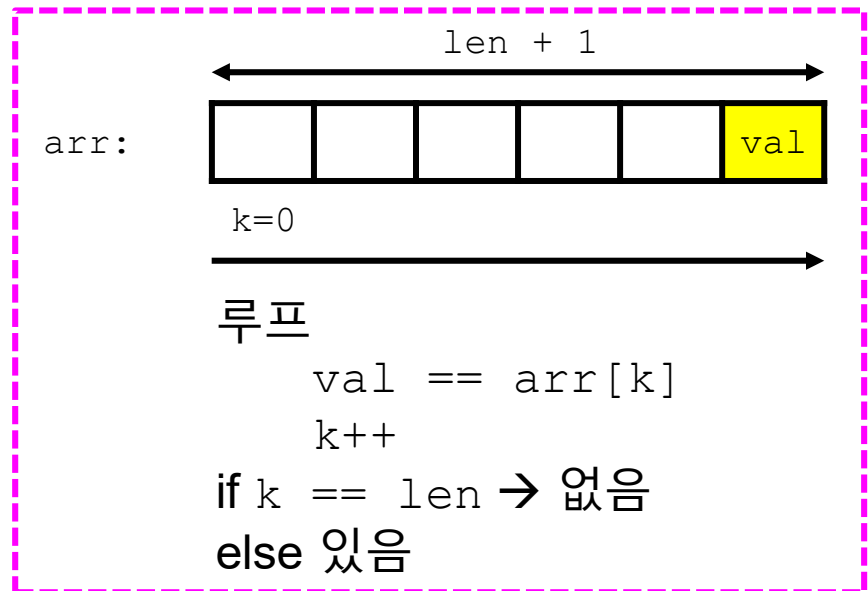 len + 1
arr: val
k=0
루프
val == arr[k]
k++
if k == len → 없음
else 있음